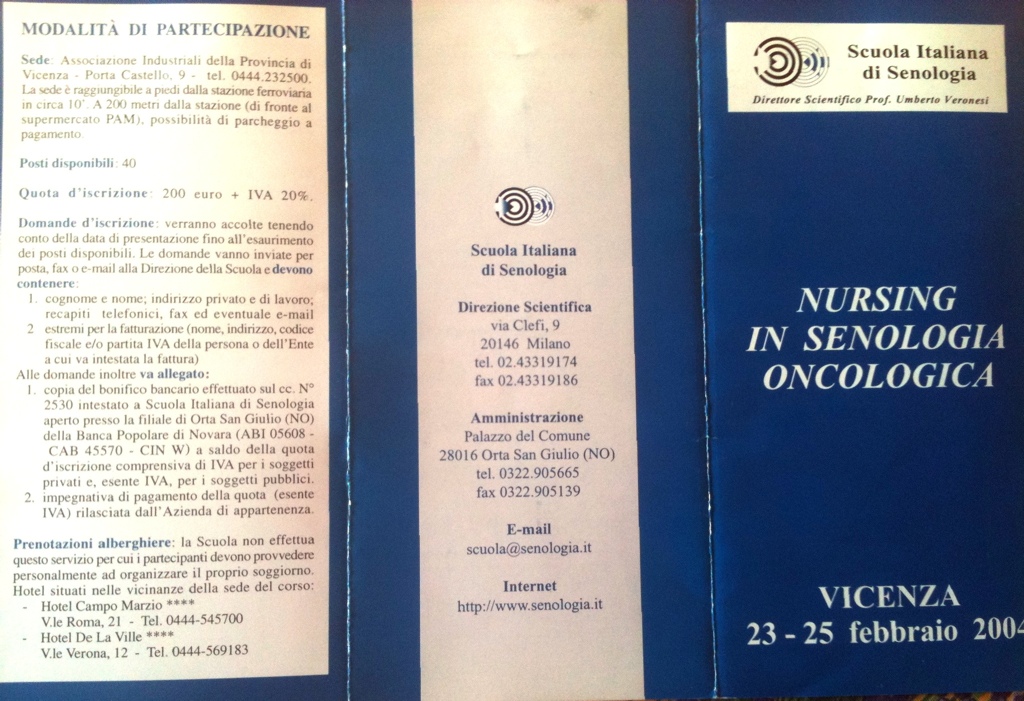 MODALITÀ DI PARTECIPAZIONE
Sede: Associazione Industriali della Provincia di
Vicenza - Porta Castello, 9 - tel. 0444.232500.
La sede è raggiungibile a piedi dalla stazione ferroviaria
in circa 10'. A 200 metri dalla stazione (di fronte al
supermercato PAM), possibilità di parcheggio a
pagamento.
Posti disponibili: 40
Quota d'iscrizione: 200 euro + IVA 20%.
Domande d'iscrizione: verranno accolte tenendo
conto della data di presentazione fino all'esaurimento
dei posti disponibili. Le domande vanno inviate per
posta, fax o e-mail alla Direzione della Scuola e devono
contenere:
1. cognome e nome; indirizzo privato e di lavoro;
recapiti telefonici, fax ed eventuale e-mail
2 estremi per la fatturazione (nome, indirizzo, codice
fiscale e/o partita IVA della persona o dell'Ente
a cui va intestata la fattura)
Alle domande inoltre va allegato:
1. copia del bonifico bancario effettuato sul cc. N°
2530 intestato a Scuola Italiana di Senologia
aperto presso la filiale di Orta San Giulio (NO)
della Banca Popolare di Novara (ABI 05608 -
CAB 45570 - CIN W) a saldo della quota
d'iscrizione comprensiva di IVA per i soggetti
privati e, esente IVA, per i soggetti pubblici.
2. impegnativa di pagamento della quota (esente
IVA) rilasciata dall'Azienda di appartenenza.
Prenotazioni alberghiere: la Scuola non effettua
questo servizio per cui i partecipanti devono provvedere
personalmente ad organizzare il proprio soggiorno.
Hotel situati nelle vicinanze della sede del corso:
- Hotel Campo Marzio ****
V.le Roma, 21 - Tel. 0444-545700
- Hotel De La Ville ****
V.le Verona, 12 - Tel. 0444-569183
Scuola Italiana
di Senologia
Direzione Scientifica
via Clefi, 9
20146 Milano
tel. 02.43319174
fax 02.43319186
Amministrazione
Palazzo del Comune
28016 Orta San Giulio (NO)
tel. 0322.905665
fax 0322.905139
E-mail
scuola@senologia.it
Internet
http://www.senologia.it
Scuola Italiana
di Senologia
Direttore Scientifico Prof. Umberto Veronesi
NURSING
IN SENOLOGIA
ONCOLOGICA
VICENZA
23 - 25 febbraio 2004